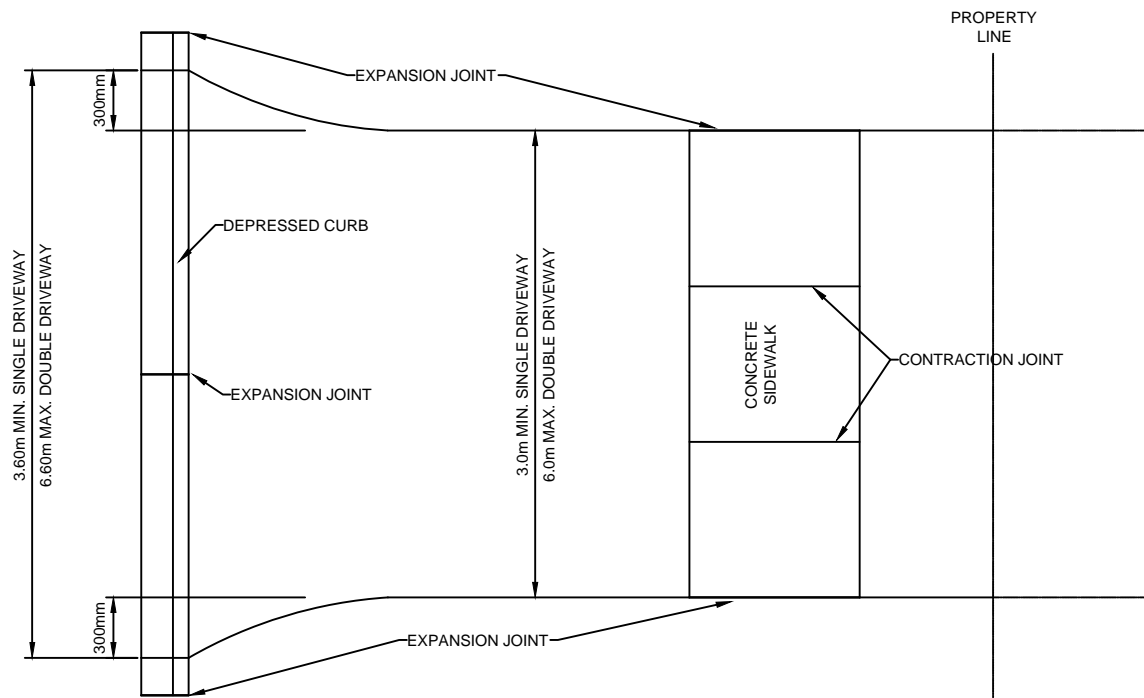 PROPERTY
LINE
EXPANSION JOINT
300mm
DEPRESSED CURB
3.60m MIN. SINGLE DRIVEWAY
6.60m MAX. DOUBLE DRIVEWAY
3.0m MIN. SINGLE DRIVEWAY
6.0m MAX. DOUBLE DRIVEWAY
CONCRETE
SIDEWALK
CONTRACTION JOINT
EXPANSION JOINT
300mm
EXPANSION JOINT